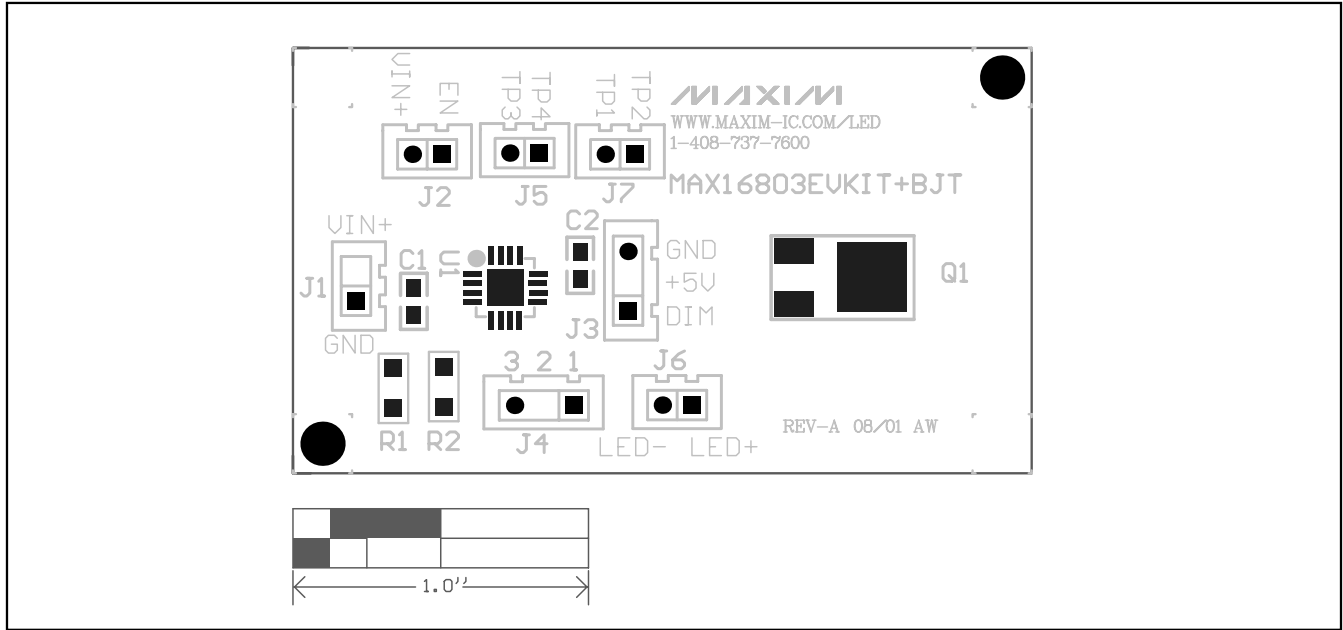 VIN+
EN
TP3
TP4
TP1
TP2
MAXIM
WWW.MAXIM-IC.COM/LED
1-408-737-7600
J2
J5
J7
MAX16803EVKIT+BJT
VIN+
C1
U1
C2
J1
GND
+5V
DIM
Q1
GND
J3
3 2 1
J6
R1
R2
J4
LED- LED+
REV-A 08/01 AW
1.0''